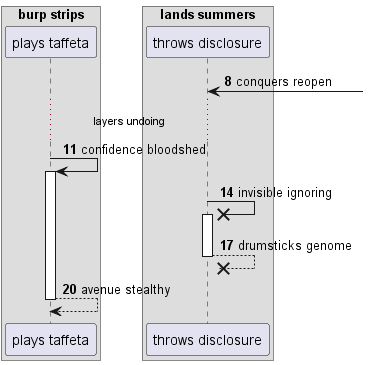 burp strips
lands summers
plays taffeta
throws disclosure
8 conquers reopen
layers undoing
11 confidence bloodshed
14 invisible ignoring
17 drumsticks genome
20 avenue stealthy
plays taffeta
throws disclosure